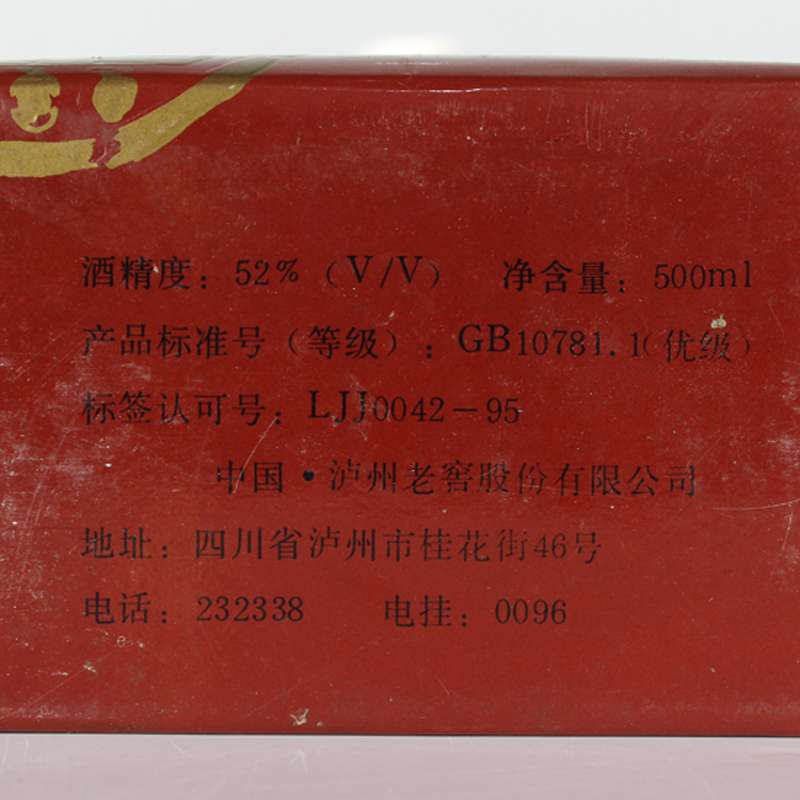 酒精度：52％（V/V） 净含量：500ml
产品标准号（等级）：GB10781.1（优级）
标签认可号：LJJ0042－95
中国·泸州老窖股份有限公司
地址：四川省泸州市桂花街46号
电话：232338 电挂：0096